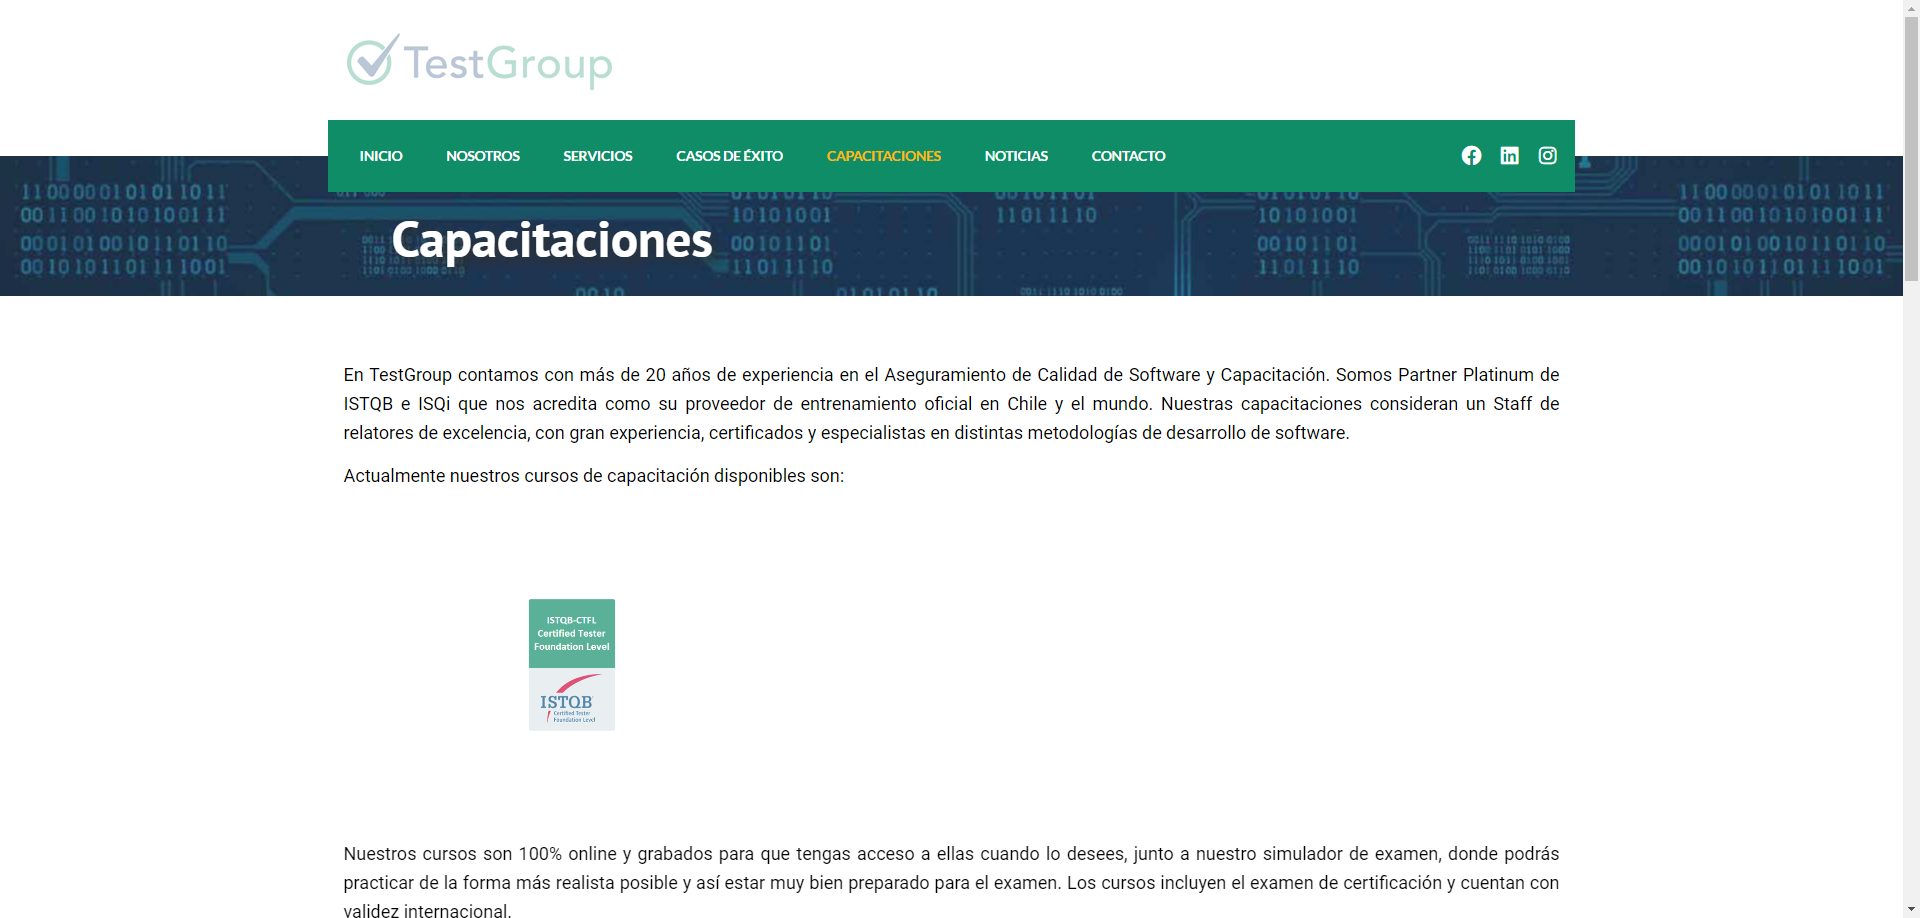 TestGroup
INICIO NOSOTROS SERVICIOS CASOS DE ÉXITO CAPACITACIONES NOTICIAS CONTACTO
Capacitaciones
En TestGroup contamos con más de 20 años de experiencia en el Aseguramiento de Calidad de Software y Capacitación. Somos Partner Platinum de
ISTQB e ISQi que nos acredita como su proveedor de entrenamiento oficial en Chile y el mundo. Nuestras capacitaciones consideran un Staff de
relatores de excelencia, con gran experiencia, certificados y especialistas en distintas metodologías de desarrollo de software.
Actualmente nuestros cursos de capacitación disponibles son:
ISTQB-CTFL
Certified Tester
Foundation Level
ISTQB
Certified Tester
Foundation Level
Nuestros cursos son 100% online y grabados para que tengas acceso a ellas cuando lo desees, junto a nuestro simulador de examen, donde podrás
practicar de la forma más realista posible y así estar muy bien preparado para el examen. Los cursos incluyen el examen de certificación y cuentan con
validez internacional.